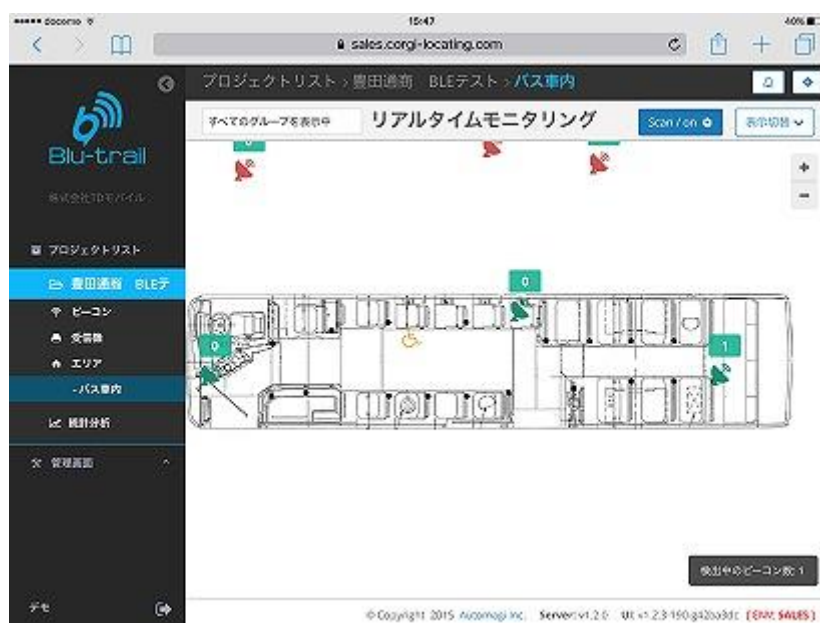 docomo 15:47 40%
sales.corgi-locating.com
プロジェクトリスト › 豊田通商 BLEテスト › バス車内
すべてのグループを表示中 リアルタイムモニタリング Scan / on 表示切替
Blu-trail
株式会社TDモバイル
プロジェクトリスト
豊田通商 BLEテ
ビーコン
受信機
エリア
- バス車内
統計分析
管理画面
デモ
0
0
1
+
-
検出中のビーコン数: 1
© Copyright 2015 Automagi Inc. Server: v1.2.0 UI: v1.2.3-190-g42ba3dc [ENV: SALES]